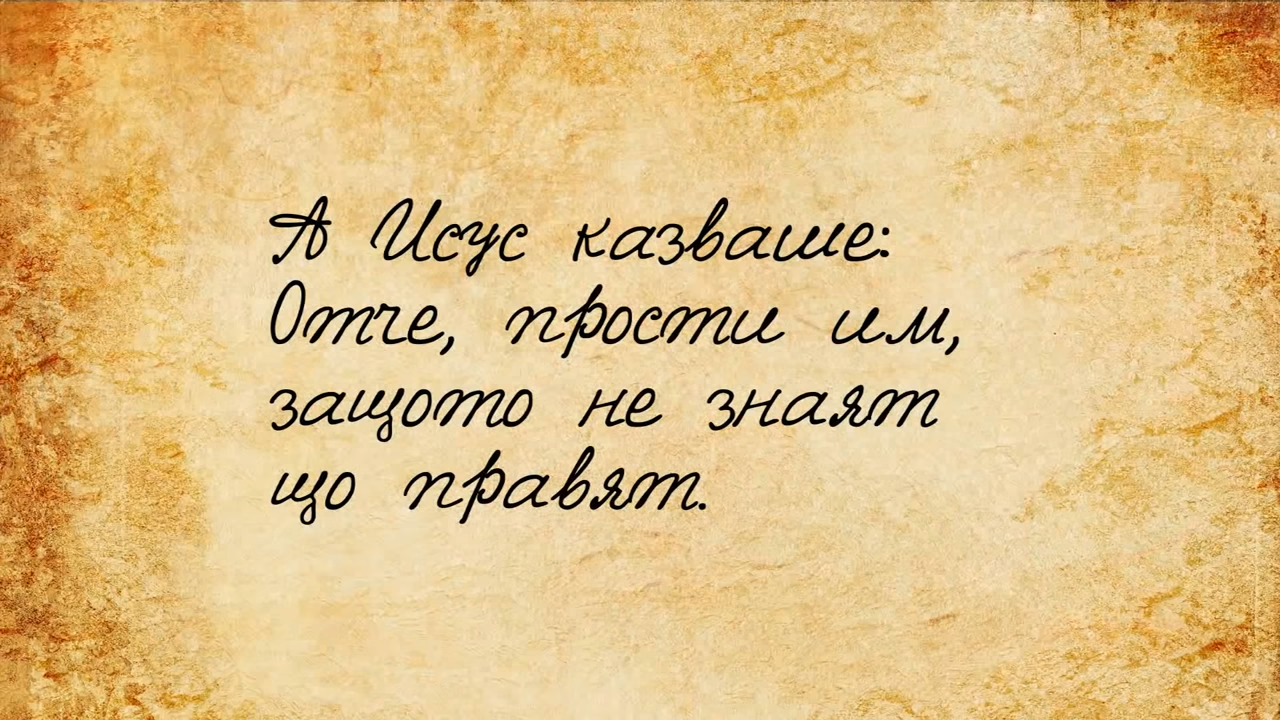 А Исус казваше:
Отче, прости им,
защото не знаят
що правят.